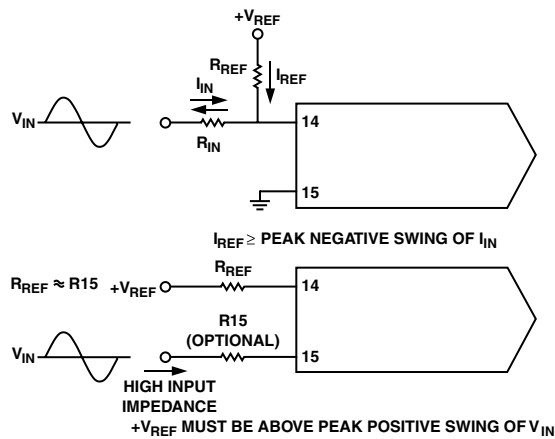 +VREF
RREF
IREF
IIN
VIN
RIN
14
15
IREF ≥ PEAK NEGATIVE SWING OF IIN
RREF ≈ R15
+VREF
RREF
14
VIN
R15
(OPTIONAL)
15
HIGH INPUT
IMPEDANCE
+VREF MUST BE ABOVE PEAK POSITIVE SWING OF VIN